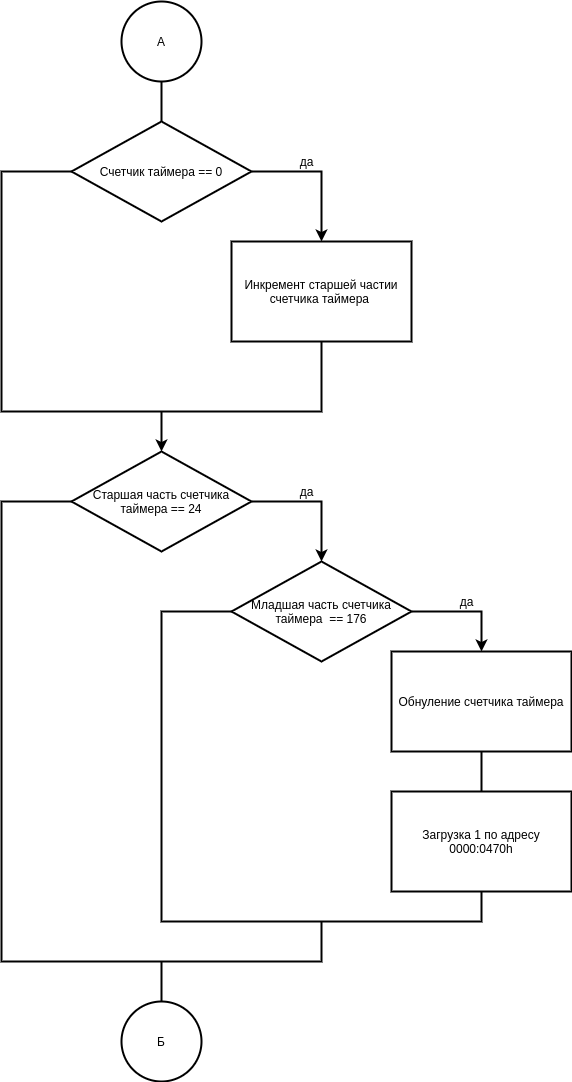 А
Счетчик таймера == 0
да
Инкремент старшей частии
счетчика таймера
Старшая часть счетчика
таймера == 24
да
Младшая часть счетчика
таймера == 176
да
Обнуление счетчика таймера
Загрузка 1 по адресу
0000:0470h
Б